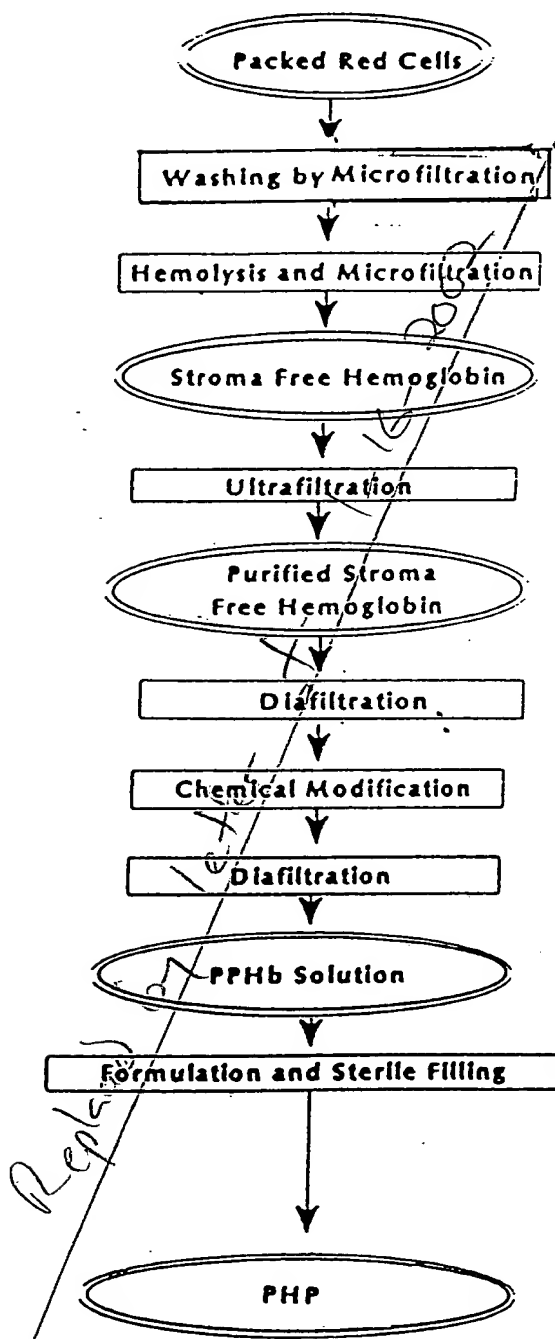 Packed Red Cells
Washing by Microfiltration
Hemolysis and Microfiltration
Stroma Free Hemoglobin
Ultrafiltration
Purified Stroma
Free Hemoglobin
Diafiltration
Chemical Modification
Diafiltration
PPHb Solution
Formulation and Sterile Filling
PHP